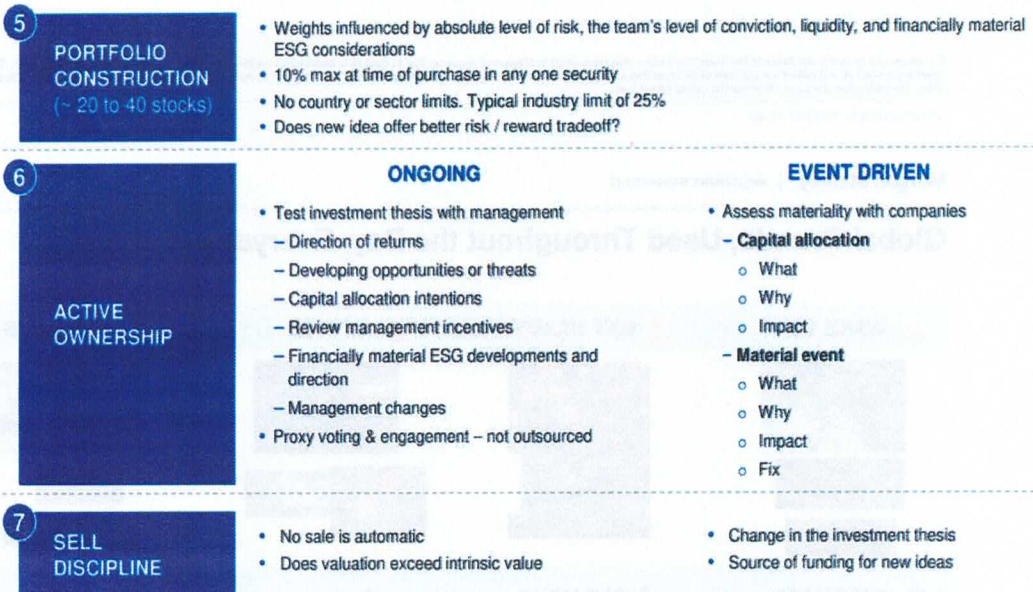 5
PORTFOLIO
CONSTRUCTION
(~ 20 to 40 stocks)
• Weights influenced by absolute level of risk, the team's level of conviction, liquidity, and financially material
ESG considerations
• 10% max at time of purchase in any one security
• No country or sector limits. Typical industry limit of 25%
• Does new idea offer better risk / reward tradeoff?
6
ACTIVE
OWNERSHIP
ONGOING
• Test investment thesis with management
– Direction of returns
– Developing opportunities or threats
– Capital allocation intentions
– Review management incentives
– Financially material ESG developments and
direction
– Management changes
• Proxy voting & engagement – not outsourced
EVENT DRIVEN
• Assess materiality with companies
– Capital allocation
o What
o Why
o Impact
– Material event
o What
o Why
o Impact
o Fix
7
SELL
DISCIPLINE
• No sale is automatic
• Does valuation exceed intrinsic value
• Change in the investment thesis
• Source of funding for new ideas